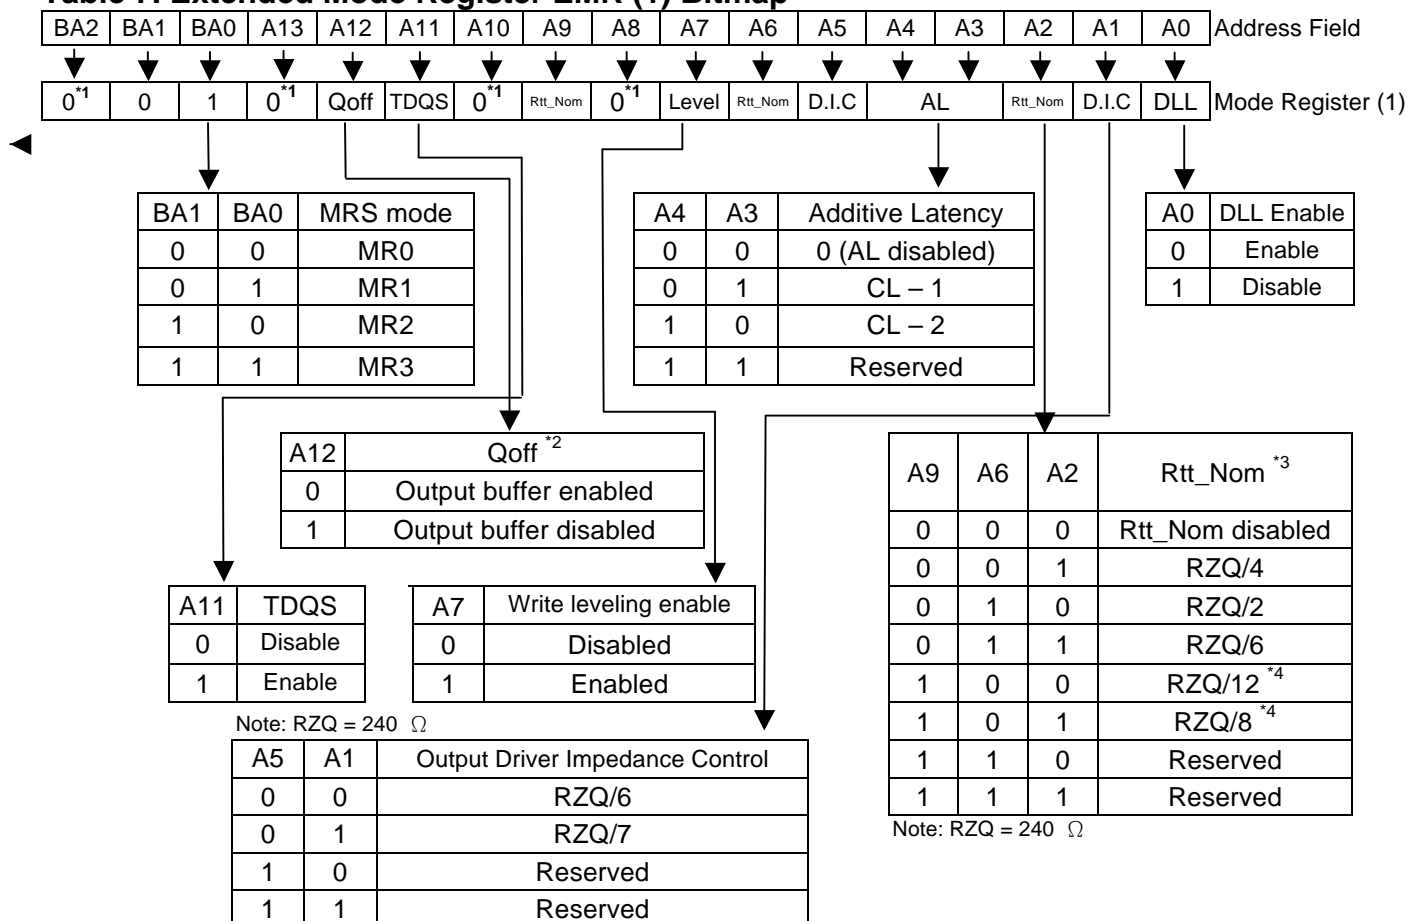 Table 7. Extended Mode Register EMR (1) Bitmap
BA2 BA1 BA0 A13 A12 A11 A10 A9 A8 A7 A6 A5 A4 A3 A2 A1 A0 Address Field
0*1 0 1 0*1 Qoff TDQS 0*1 Rtt_Nom 0*1 Level Rtt_Nom D.I.C AL Rtt_Nom D.I.C DLL Mode Register (1)
BA1 BA0 MRS mode
0 0 MR0
0 1 MR1
1 0 MR2
1 1 MR3
A4 A3 Additive Latency
0 0 0 (AL disabled)
0 1 CL – 1
1 0 CL – 2
1 1 Reserved
A0 DLL Enable
0 Enable
1 Disable
A12 Qoff *2
0 Output buffer enabled
1 Output buffer disabled
A9 A6 A2 Rtt_Nom *3
0 0 0 Rtt_Nom disabled
0 0 1 RZQ/4
0 1 0 RZQ/2
0 1 1 RZQ/6
1 0 0 RZQ/12 *4
1 0 1 RZQ/8 *4
1 1 0 Reserved
1 1 1 Reserved
Note: RZQ = 240 Ω
A11 TDQS
0 Disable
1 Enable
A7 Write leveling enable
0 Disabled
1 Enabled
Note: RZQ = 240 Ω
A5 A1 Output Driver Impedance Control
0 0 RZQ/6
0 1 RZQ/7
1 0 Reserved
1 1 Reserved